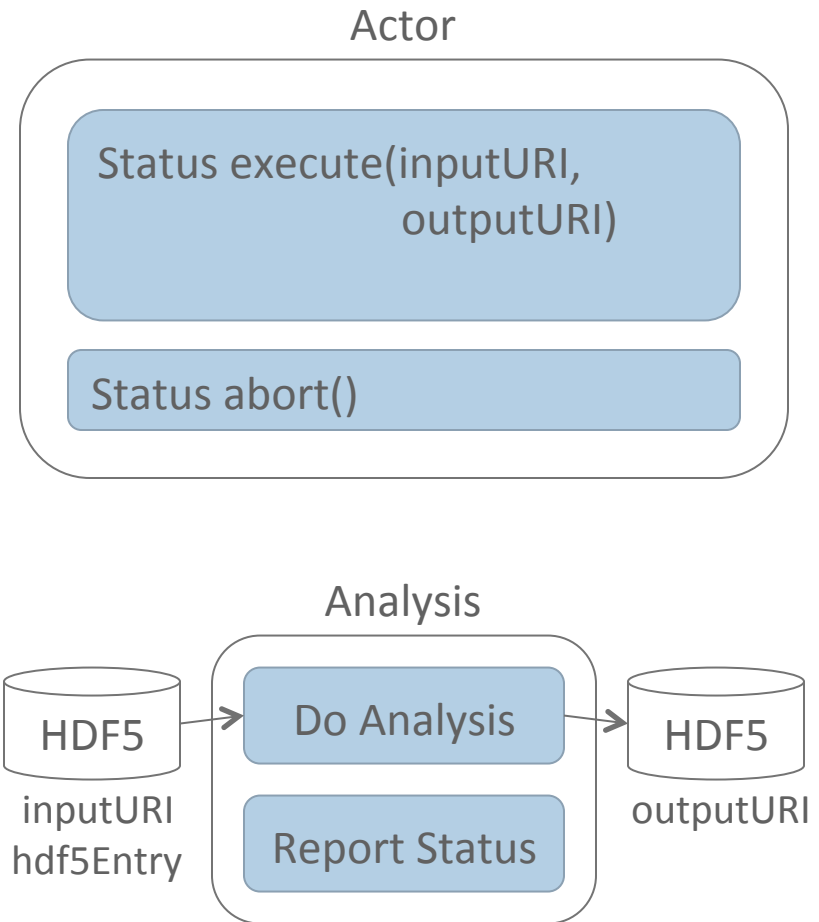 Actor
Status execute(inputURI,
outputURI)
Status abort()
Analysis
HDF5
Do Analysis
HDF5
inputURI
hdf5Entry
Report Status
outputURI